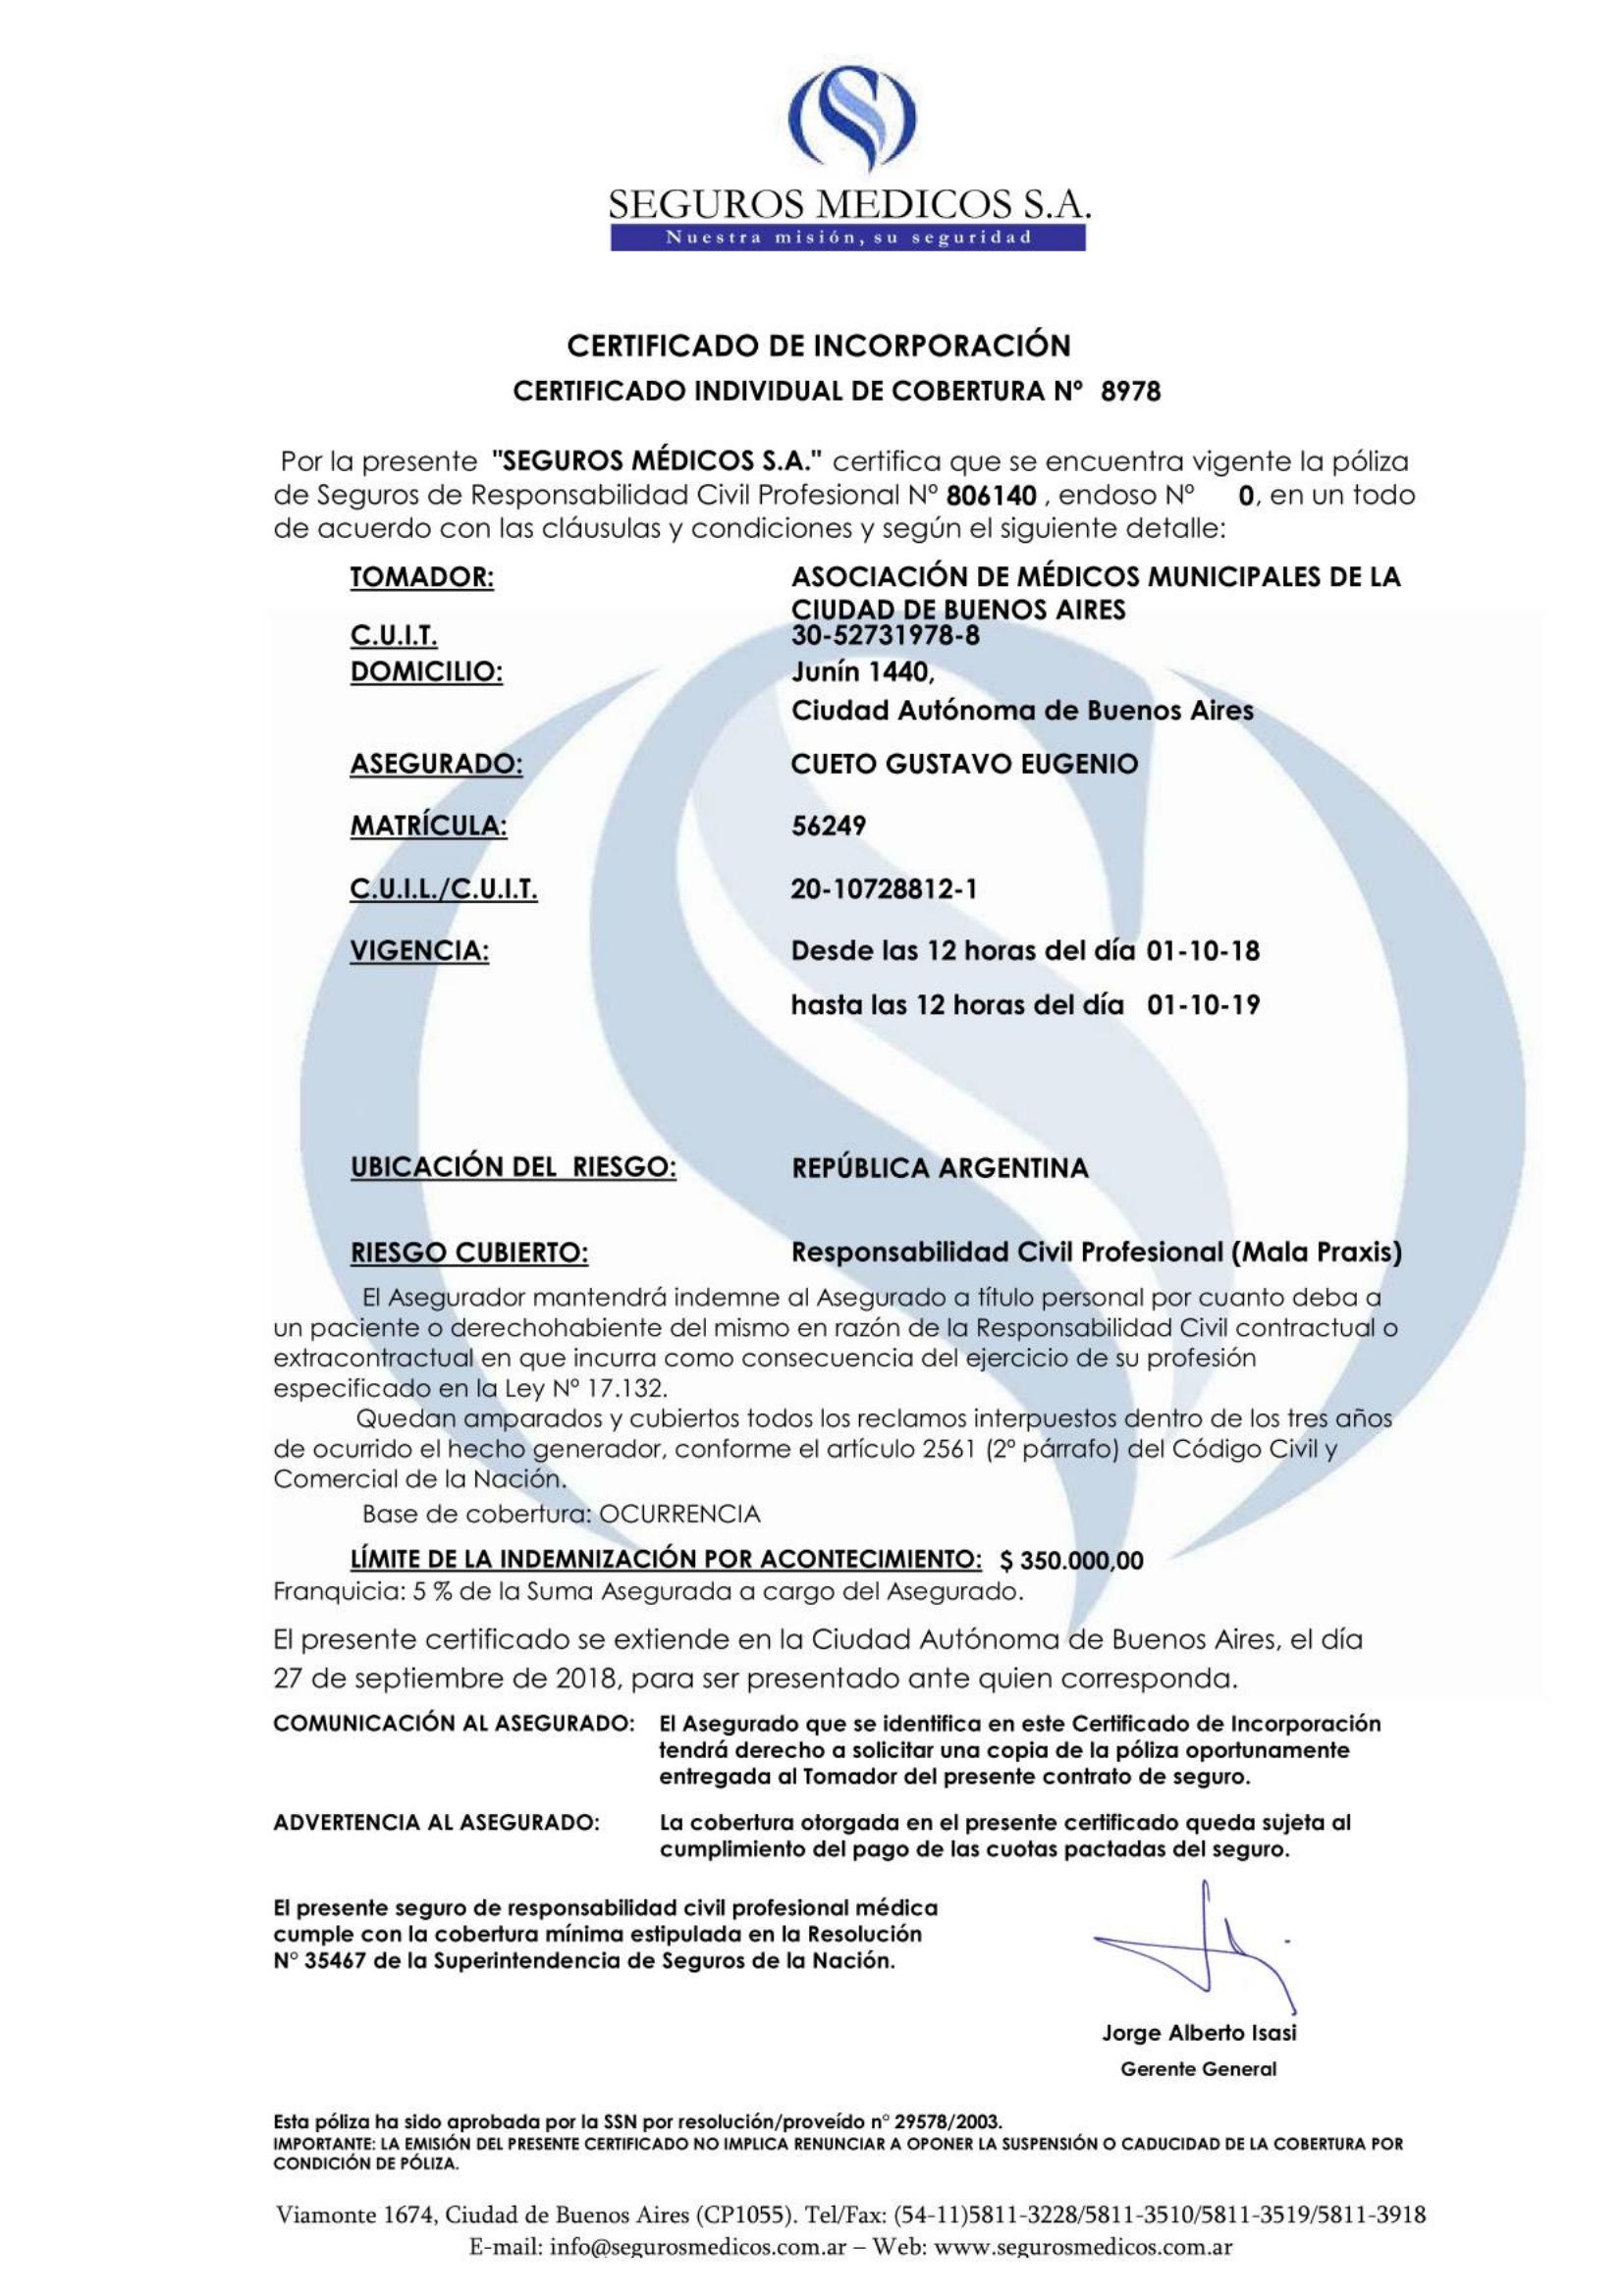 SEGUROS MEDICOS S.A.
Nuestra misión, su seguridad
CERTIFICADO DE INCORPORACIÓN
CERTIFICADO INDIVIDUAL DE COBERTURA Nº 8978
Por la presente "SEGUROS MÉDICOS S.A." certifica que se encuentra vigente la póliza
de Seguros de Responsabilidad Civil Profesional Nº 806140 , endoso Nº 0, en un todo
de acuerdo con las cláusulas y condiciones y según el siguiente detalle:
TOMADOR: ASOCIACIÓN DE MÉDICOS MUNICIPALES DE LA
CIUDAD DE BUENOS AIRES
C.U.I.T. 30-52731978-8
DOMICILIO: Junín 1440,
Ciudad Autónoma de Buenos Aires
ASEGURADO: CUETO GUSTAVO EUGENIO
MATRÍCULA: 56249
C.U.I.L./C.U.I.T. 20-10728812-1
VIGENCIA: Desde las 12 horas del día 01-10-18
hasta las 12 horas del día 01-10-19
UBICACIÓN DEL RIESGO: REPÚBLICA ARGENTINA
RIESGO CUBIERTO: Responsabilidad Civil Profesional (Mala Praxis)
El Asegurador mantendrá indemne al Asegurado a título personal por cuanto deba a
un paciente o derechohabiente del mismo en razón de la Responsabilidad Civil contractual o
extracontractual en que incurra como consecuencia del ejercicio de su profesión
especificado en la Ley Nº 17.132.
Quedan amparados y cubiertos todos los reclamos interpuestos dentro de los tres años
de ocurrido el hecho generador, conforme el artículo 2561 (2º párrafo) del Código Civil y
Comercial de la Nación.
Base de cobertura: OCURRENCIA
LÍMITE DE LA INDEMNIZACIÓN POR ACONTECIMIENTO: $ 350.000,00
Franquicia: 5 % de la Suma Asegurada a cargo del Asegurado.
El presente certificado se extiende en la Ciudad Autónoma de Buenos Aires, el día
27 de septiembre de 2018, para ser presentado ante quien corresponda.
COMUNICACIÓN AL ASEGURADO: El Asegurado que se identifica en este Certificado de Incorporación
tendrá derecho a solicitar una copia de la póliza oportunamente
entregada al Tomador del presente contrato de seguro.
ADVERTENCIA AL ASEGURADO: La cobertura otorgada en el presente certificado queda sujeta al
cumplimiento del pago de las cuotas pactadas del seguro.
El presente seguro de responsabilidad civil profesional médica
cumple con la cobertura mínima estipulada en la Resolución
N° 35467 de la Superintendencia de Seguros de la Nación.
Jorge Alberto Isasi
Gerente General
Esta póliza ha sido aprobada por la SSN por resolución/proveído n° 29578/2003.
IMPORTANTE: LA EMISIÓN DEL PRESENTE CERTIFICADO NO IMPLICA RENUNCIAR A OPONER LA SUSPENSIÓN O CADUCIDAD DE LA COBERTURA POR
CONDICIÓN DE PÓLIZA.
Viamonte 1674, Ciudad de Buenos Aires (CP1055). Tel/Fax: (54-11)5811-3228/5811-3510/5811-3519/5811-3918
E-mail: info@segurosmedicos.com.ar – Web: www.segurosmedicos.com.ar